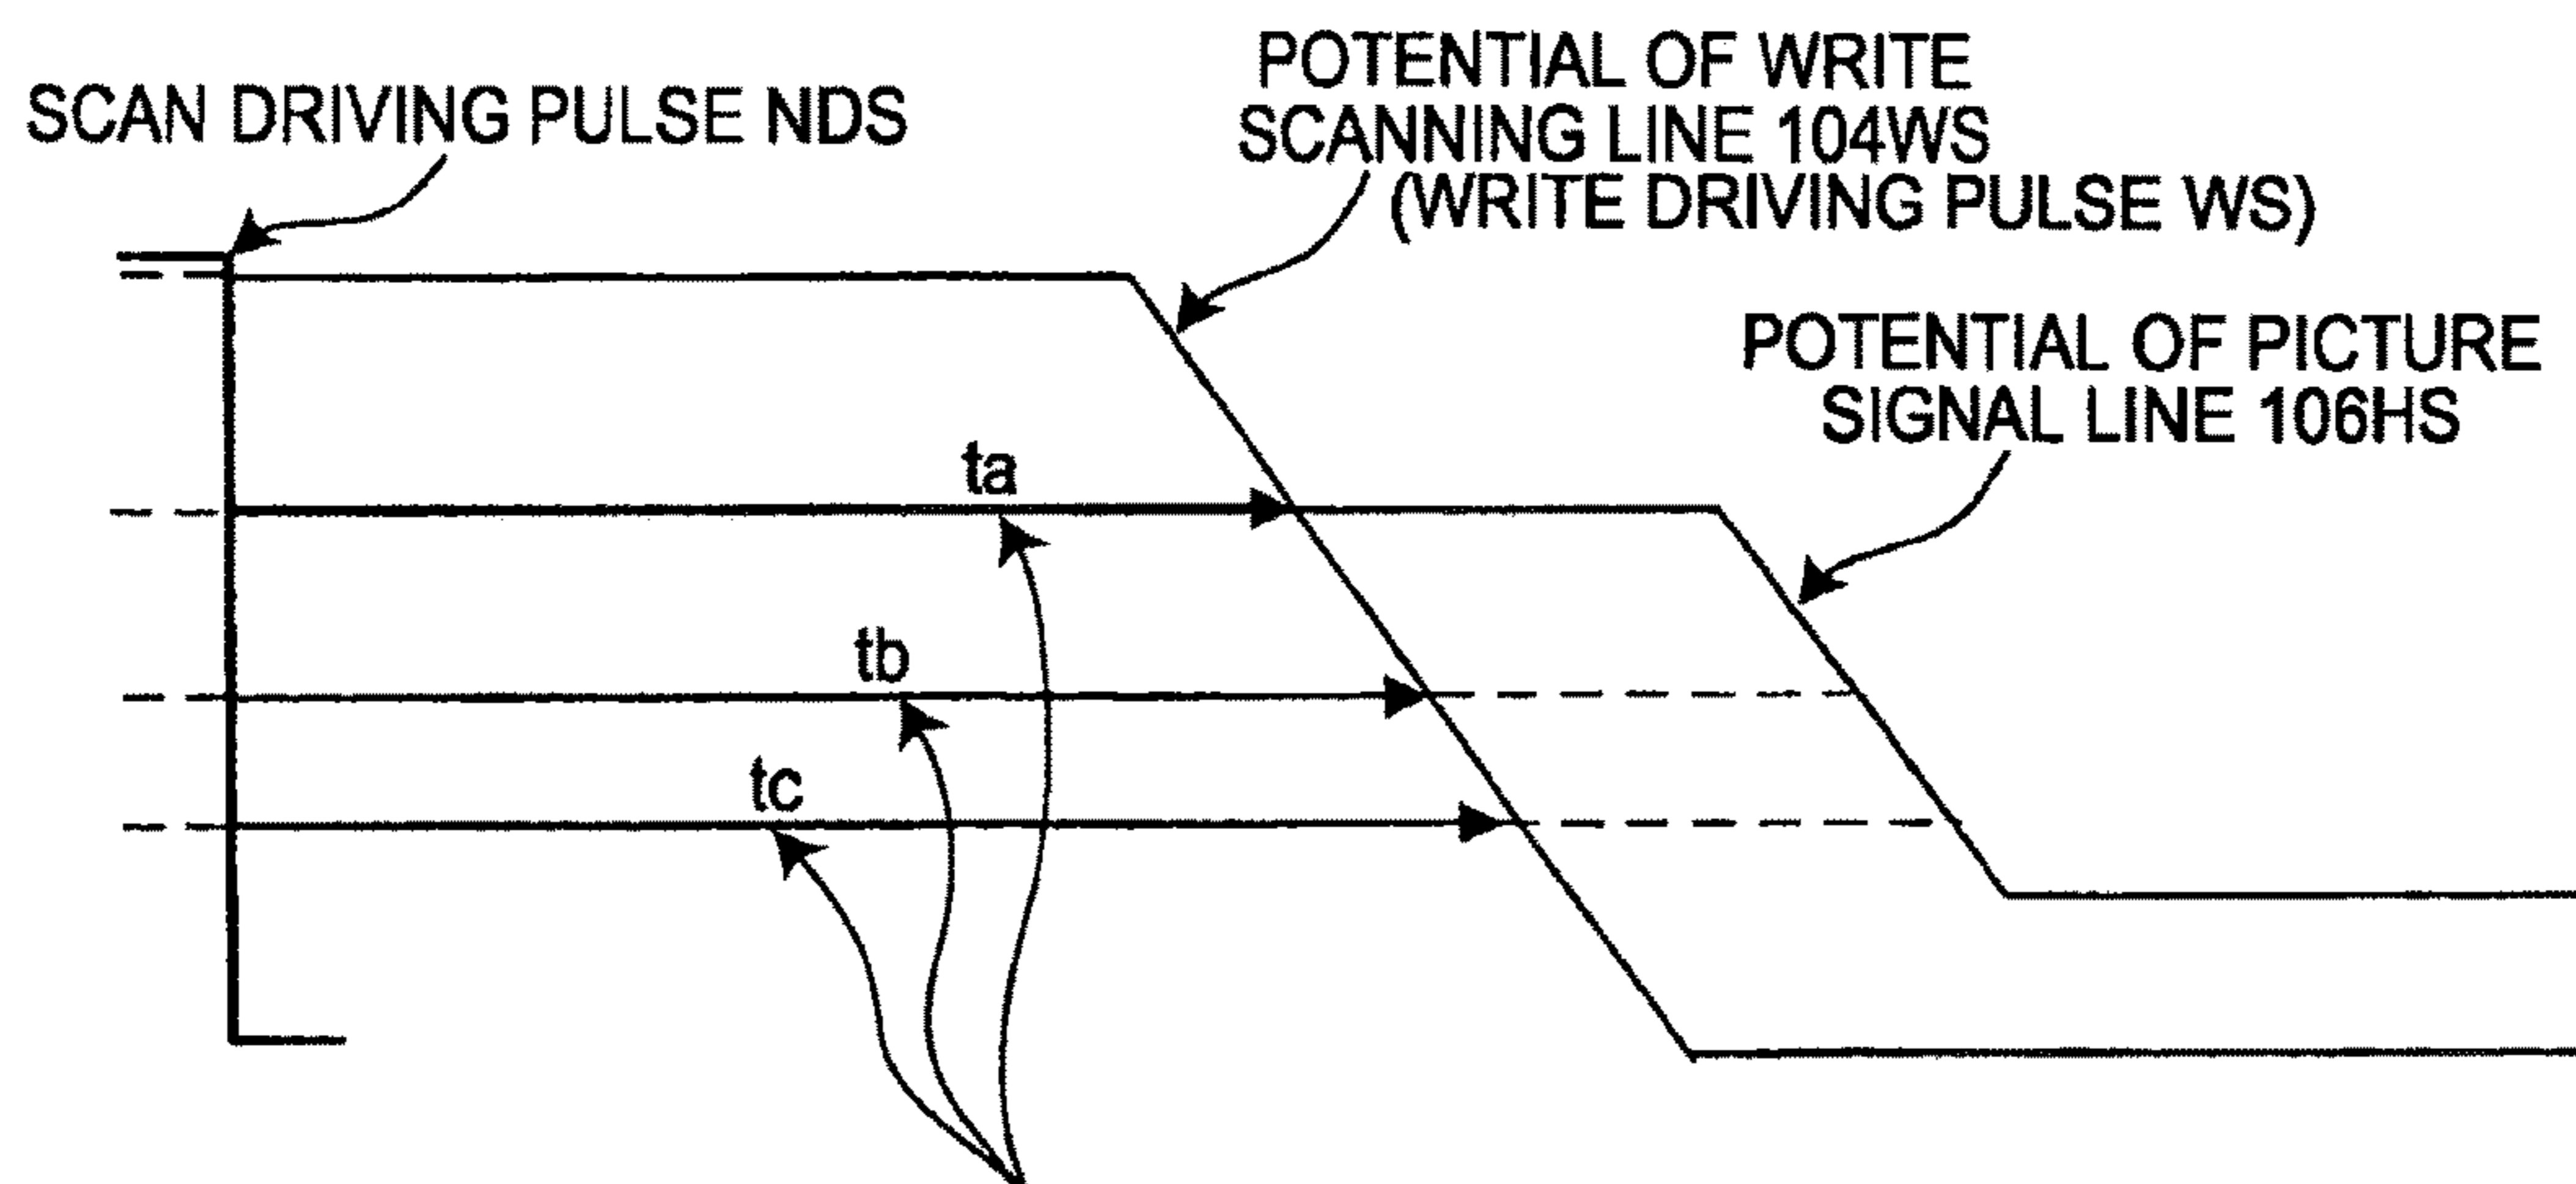 SCAN DRIVING PULSE NDS
POTENTIAL OF WRITE
SCANNING LINE 104WS
(WRITE DRIVING PULSE WS)
POTENTIAL OF PICTURE
SIGNAL LINE 106HS
ta
tb
tc